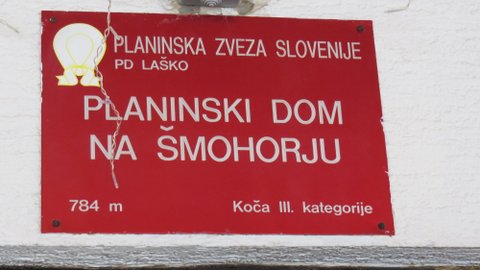 PLANINSKA ZVEZA SLOVENIJE
PD LAŠKO
PLANINSKI DOM
NA ŠMOHORJU
784 m Koča III. kategorije